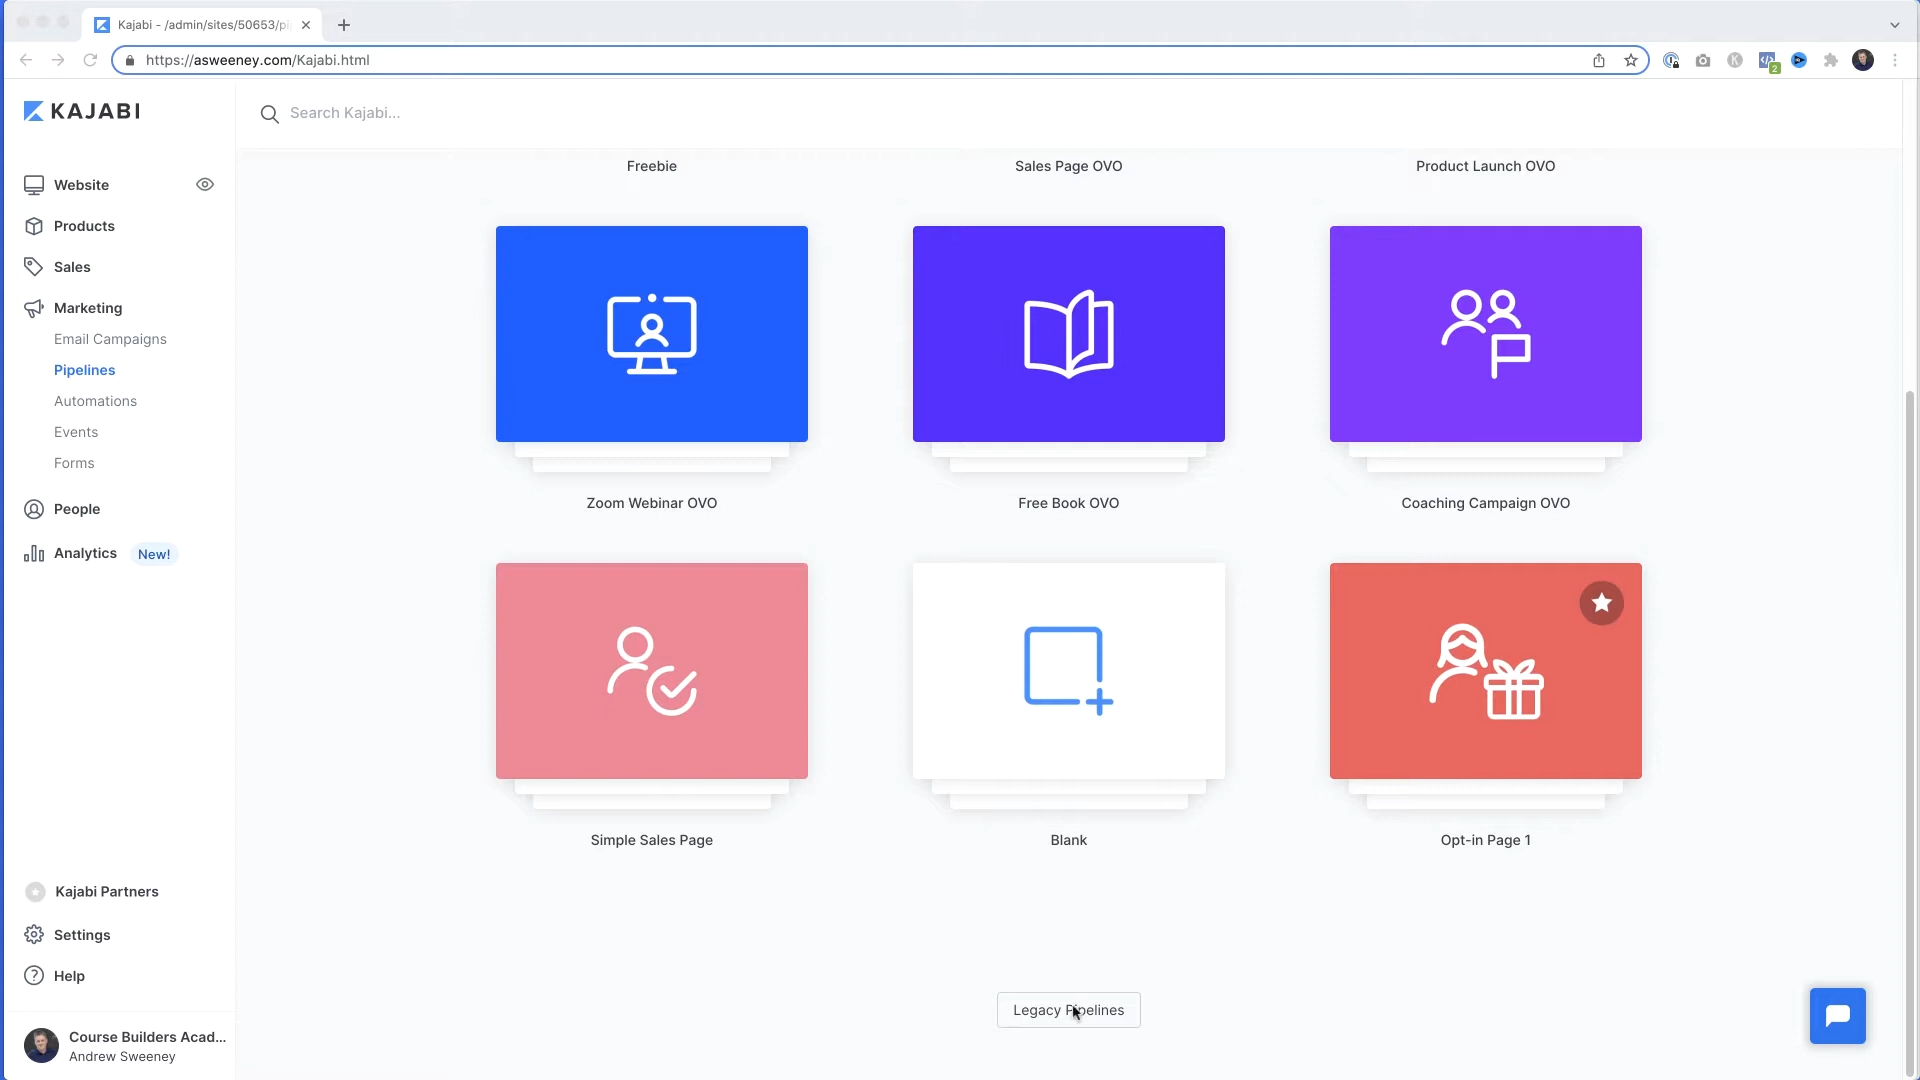 Kajabi - /admin/sites/50653/pi
https://asweeney.com/Kajabi.html
2
KAJABI
Search Kajabi...
Website
Products
Sales
Marketing
Email Campaigns
Pipelines
Automations
Events
Forms
People
Analytics New!
Kajabi Partners
Settings
Help
Course Builders Acad...
Andrew Sweeney
Freebie
Sales Page OVO
Product Launch OVO
Zoom Webinar OVO
Free Book OVO
Coaching Campaign OVO
Simple Sales Page
Blank
Opt-in Page 1
Legacy Pipelines